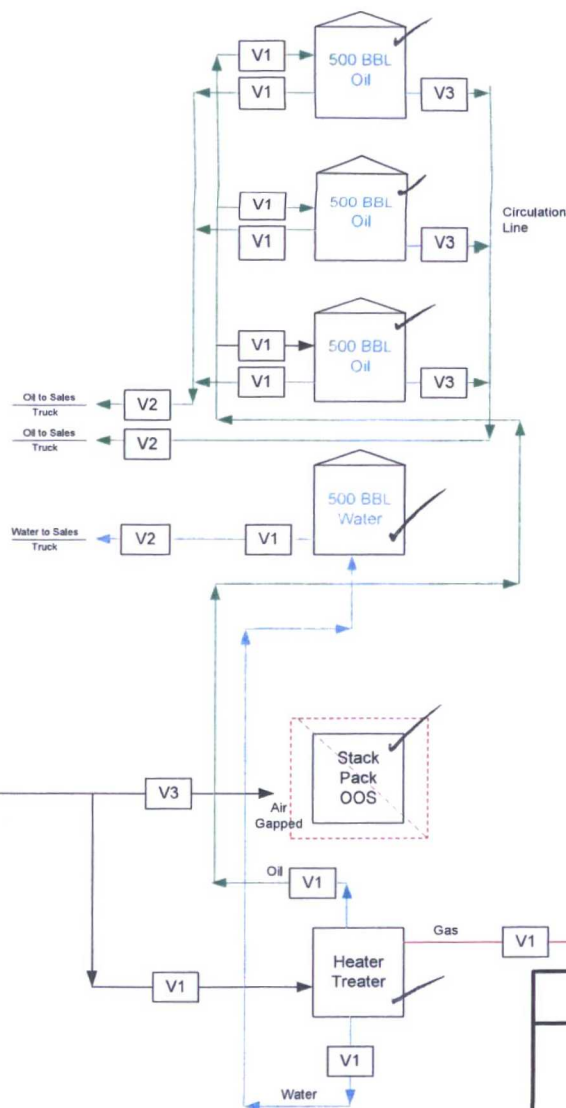 V1
500 BBL
Oil
V1
V3
V1
500 BBL
Oil
V1
V3
Circulation
Line
V1
500 BBL
Oil
V1
V3
Oil to Sales
Truck
V2
Oil to Sales
Truck
V2
500 BBL
Water
Water to Sales
Truck
V2
V1
Stack
Pack
OOS
V3
Air
Gapped
Oil
V1
Gas
V1
Heater
Treater
V1
V1
Water